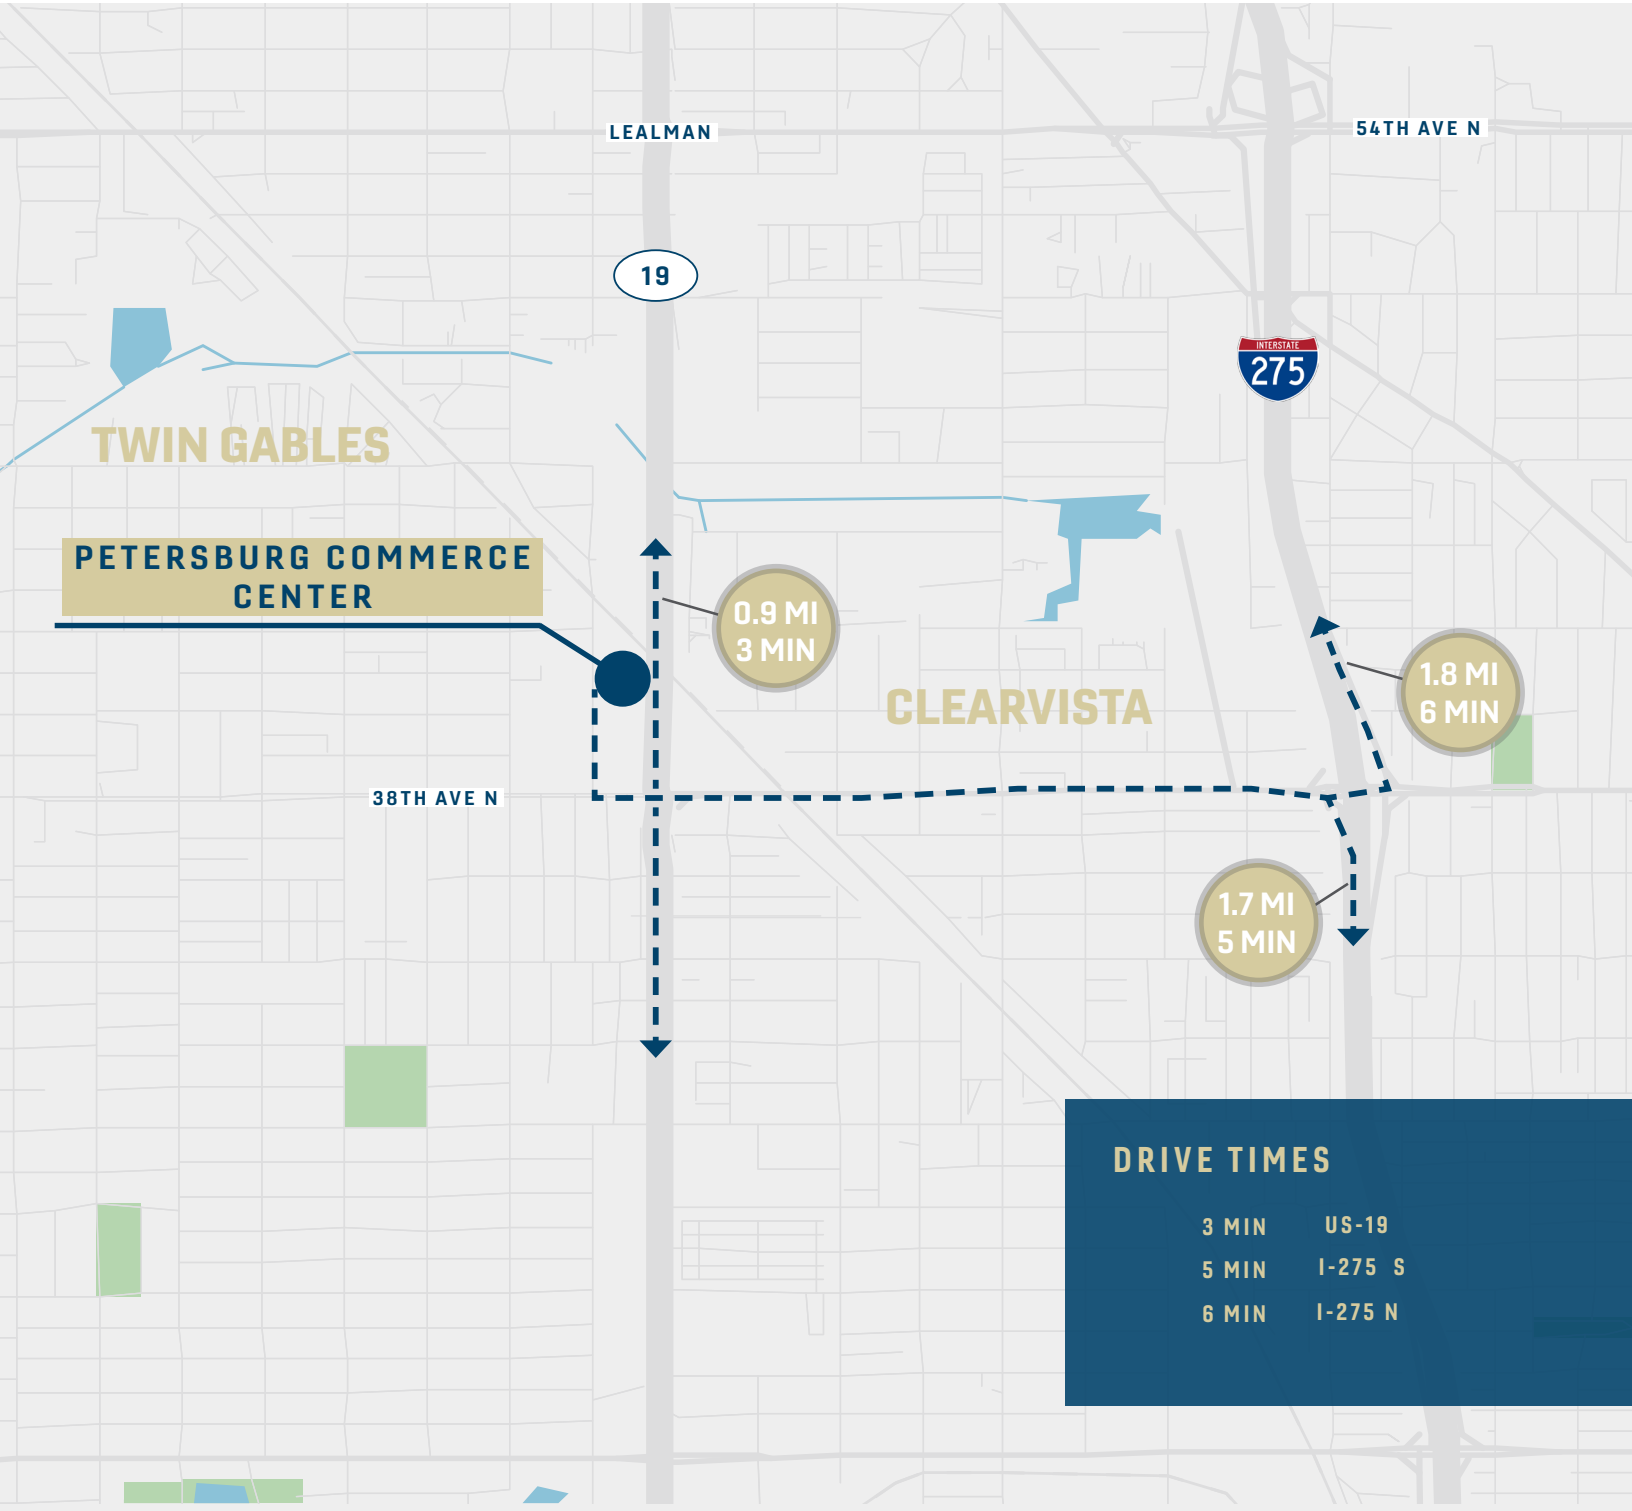 LEALMAN
54TH AVE N
19
INTERSTATE
275
TWIN GABLES
PETERSBURG COMMERCE
CENTER
0.9 MI
3 MIN
1.8 MI
6 MIN
CLEARVISTA
38TH AVE N
1.7 MI
5 MIN
DRIVE TIMES
3 MIN US-19
5 MIN I-275 S
6 MIN I-275 N